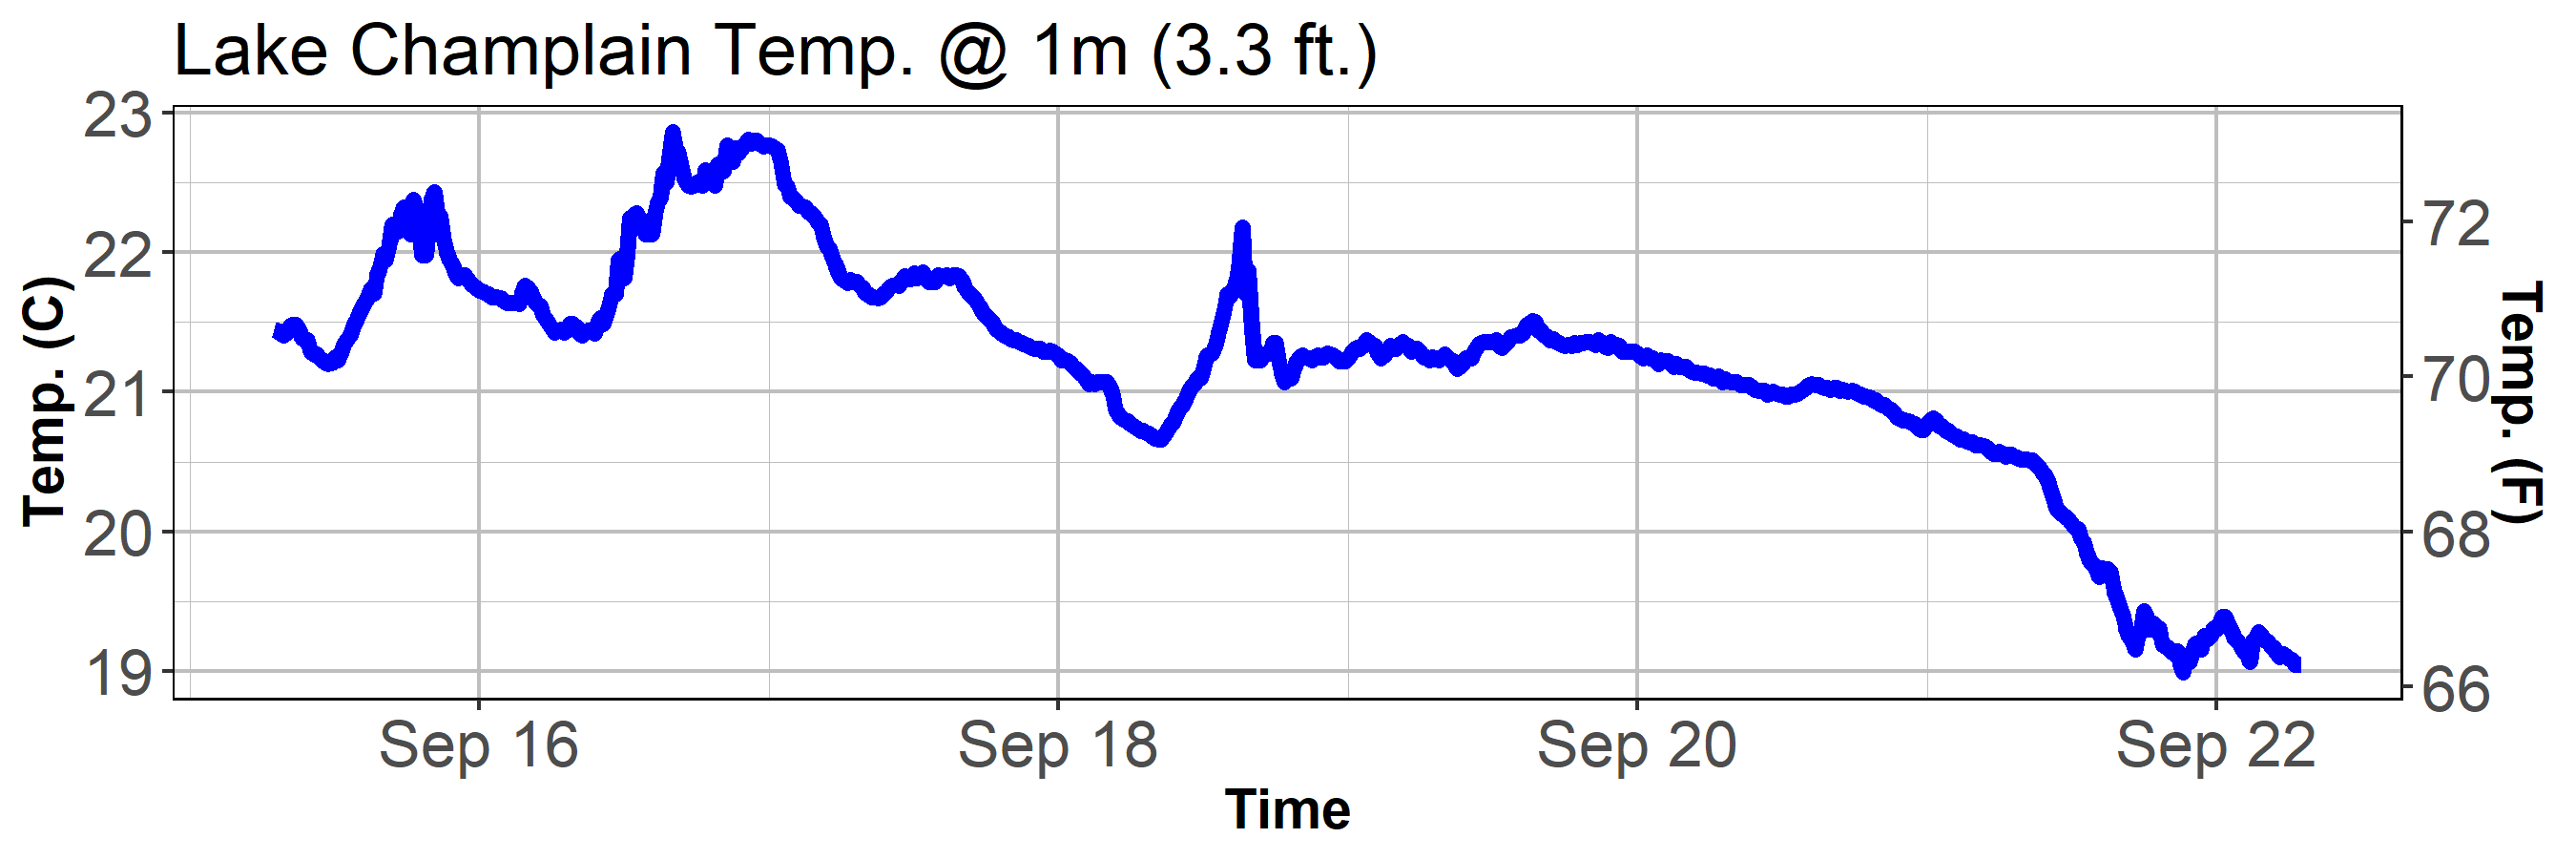 Lake Champlain Temp. @ 1m (3.3 ft.)
23
22
21
20
19
Temp. (C)
72
70
68
66
Temp. (F)
Sep 16
Sep 18
Sep 20
Sep 22
Time